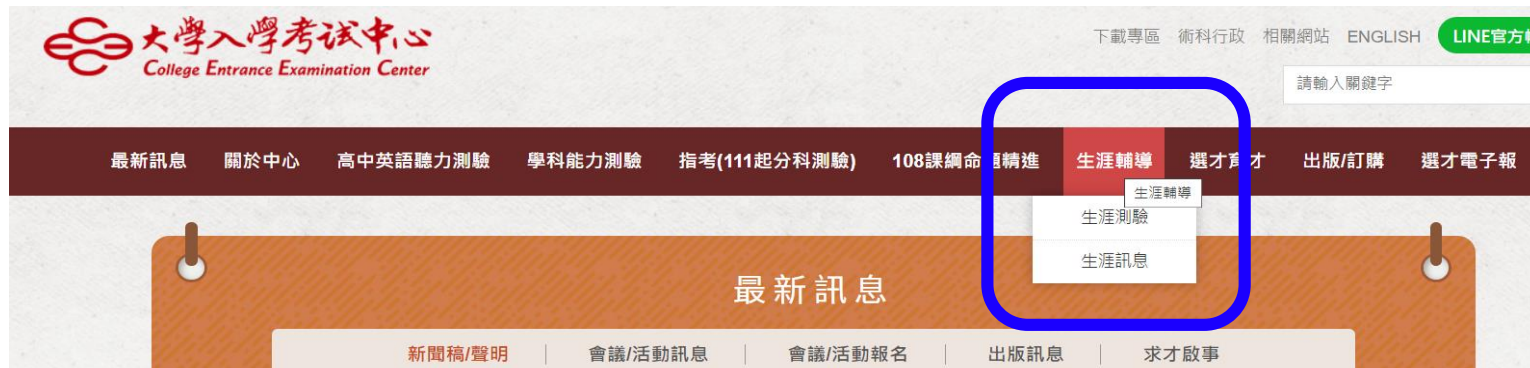 大學入學考試中心
College Entrance Examination Center
下載專區 術科行政 相關網站 ENGLISH LINE官方
請輸入關鍵字
最新訊息 關於中心 高中英語聽力測驗 學科能力測驗 指考(111起分科測驗) 108課綱命題精進 生涯輔導 選才育才 出版/訂購 選才電子報
生涯輔導
生涯測驗
生涯訊息
最新訊息
新聞稿/聲明 會議/活動訊息 會議/活動報名 出版訊息 求才啟事